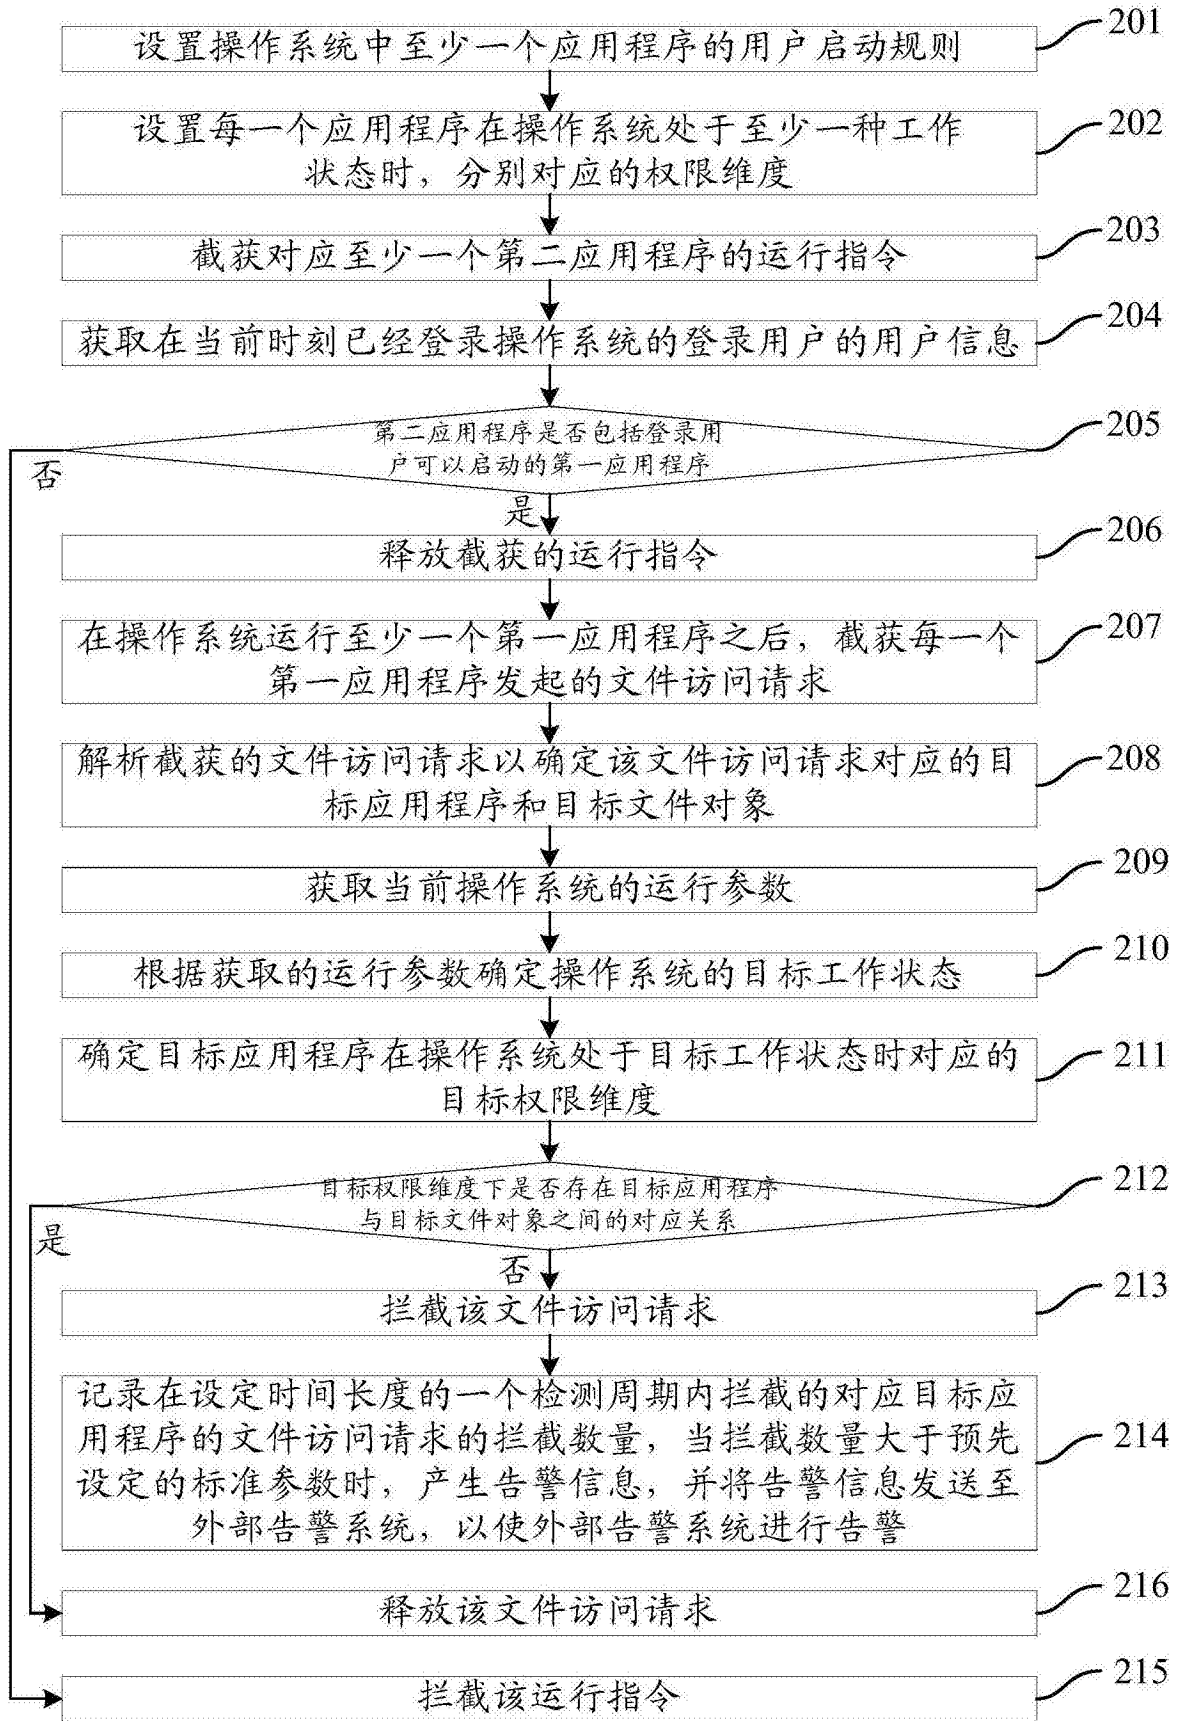 设置操作系统中至少一个应用程序的用户启动规则
201
设置每一个应用程序在操作系统处于至少一种工作
状态时，分别对应的权限维度
202
截获对应至少一个第二应用程序的运行指令
203
获取在当前时刻已经登录操作系统的登录用户的用户信息
204
第二应用程序是否包括登录用
户可以启动的第一应用程序
205
否
是
释放截获的运行指令
206
在操作系统运行至少一个第一应用程序之后，截获每一个
第一应用程序发起的文件访问请求
207
解析截获的文件访问请求以确定该文件访问请求对应的目
标应用程序和目标文件对象
208
获取当前操作系统的运行参数
209
根据获取的运行参数确定操作系统的目标工作状态
210
确定目标应用程序在操作系统处于目标工作状态时对应的
目标权限维度
211
目标权限维度下是否存在目标应用程序
与目标文件对象之间的对应关系
212
是
否
拦截该文件访问请求
213
记录在设定时间长度的一个检测周期内拦截的对应目标应
用程序的文件访问请求的拦截数量，当拦截数量大于预先
设定的标准参数时，产生告警信息，并将告警信息发送至
外部告警系统，以使外部告警系统进行告警
214
释放该文件访问请求
216
拦截该运行指令
215